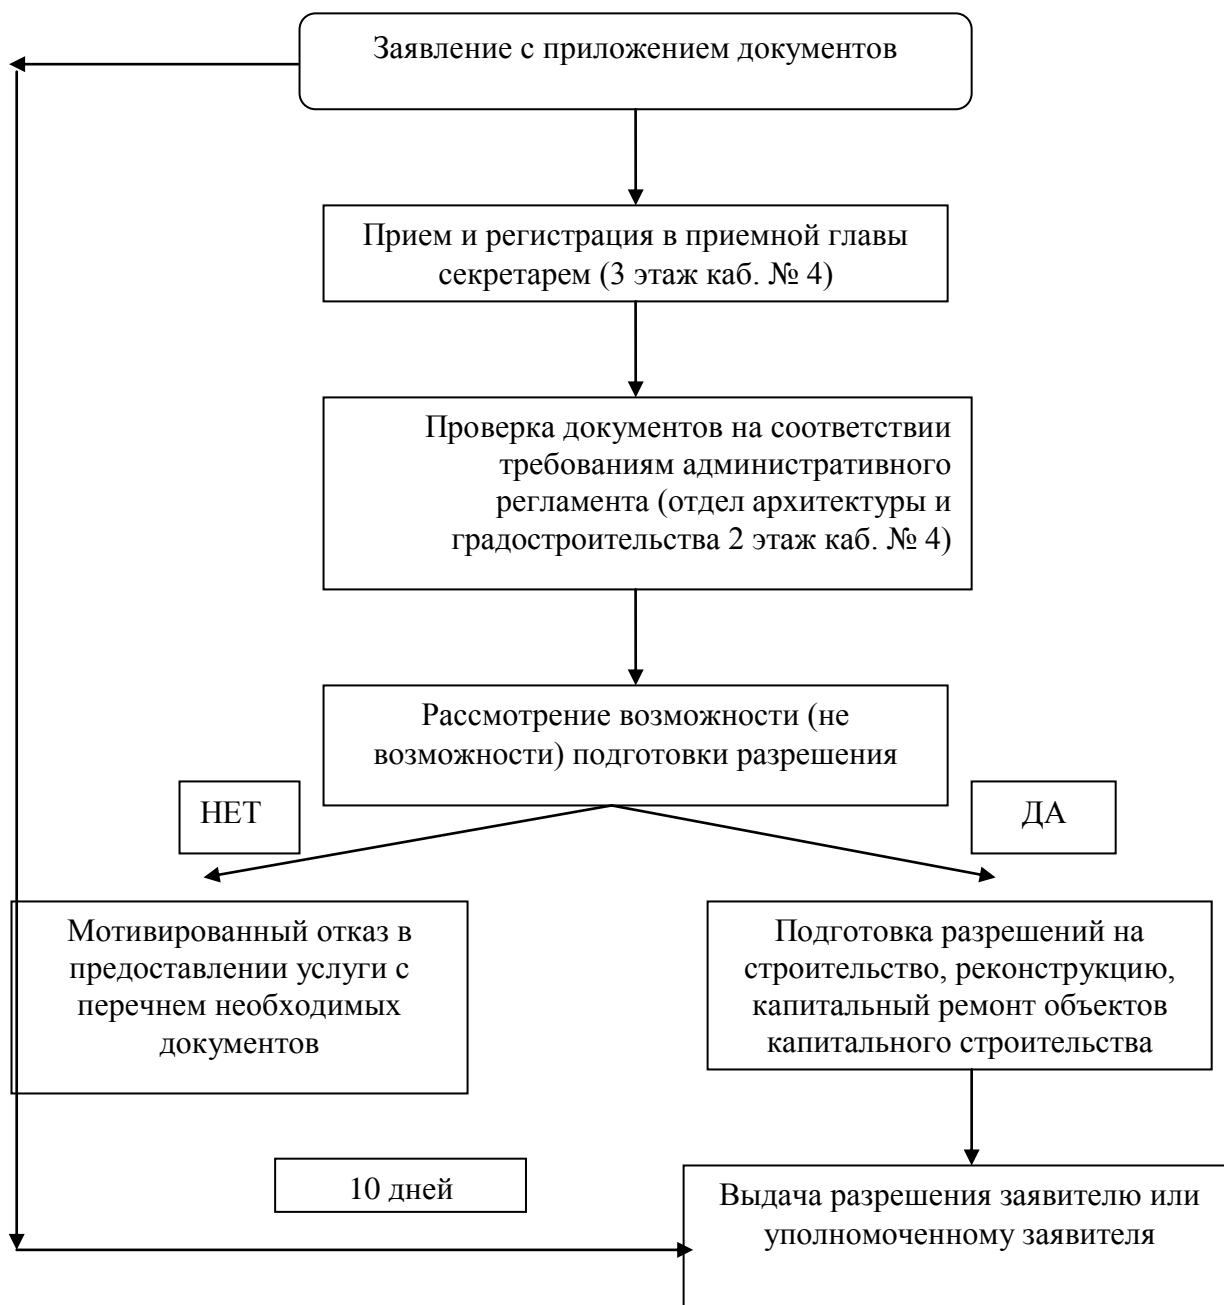 Заявление с приложением документов
Прием и регистрация в приемной главы
секретарем (3 этаж каб. № 4)
Проверка документов на соответствии
требованиям административного
регламента (отдел архитектуры и
градостроительства 2 этаж каб. № 4)
Рассмотрение возможности (не
возможности) подготовки разрешения
НЕТ
ДА
Мотивированный отказ в
предоставлении услуги с
перечнем необходимых
документов
Подготовка разрешений на
строительство, реконструкцию,
капитальный ремонт объектов
капитального строительства
10 дней
Выдача разрешения заявителю или
уполномоченному заявителя